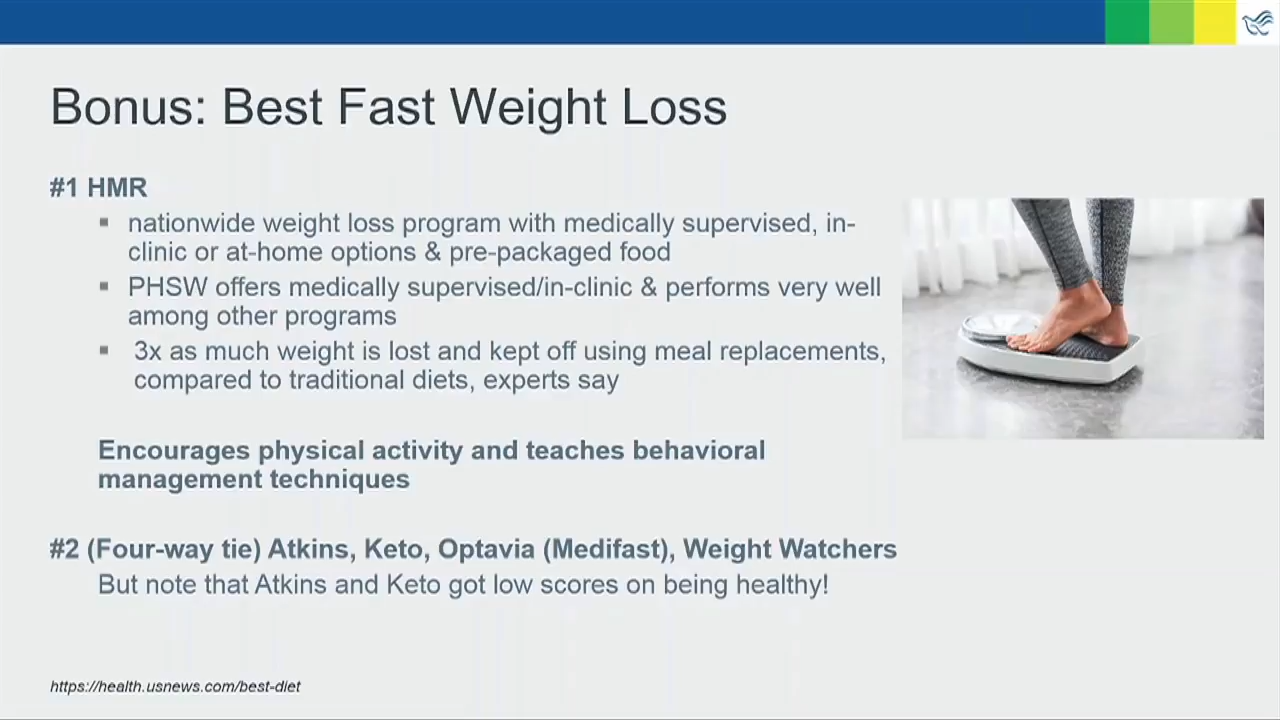 Bonus: Best Fast Weight Loss
#1 HMR
▪ nationwide weight loss program with medically supervised, in-
clinic or at-home options & pre-packaged food
▪ PHSW offers medically supervised/in-clinic & performs very well
among other programs
▪ 3x as much weight is lost and kept off using meal replacements,
compared to traditional diets, experts say
Encourages physical activity and teaches behavioral
management techniques
#2 (Four-way tie) Atkins, Keto, Optavia (Medifast), Weight Watchers
But note that Atkins and Keto got low scores on being healthy!
https://health.usnews.com/best-diet